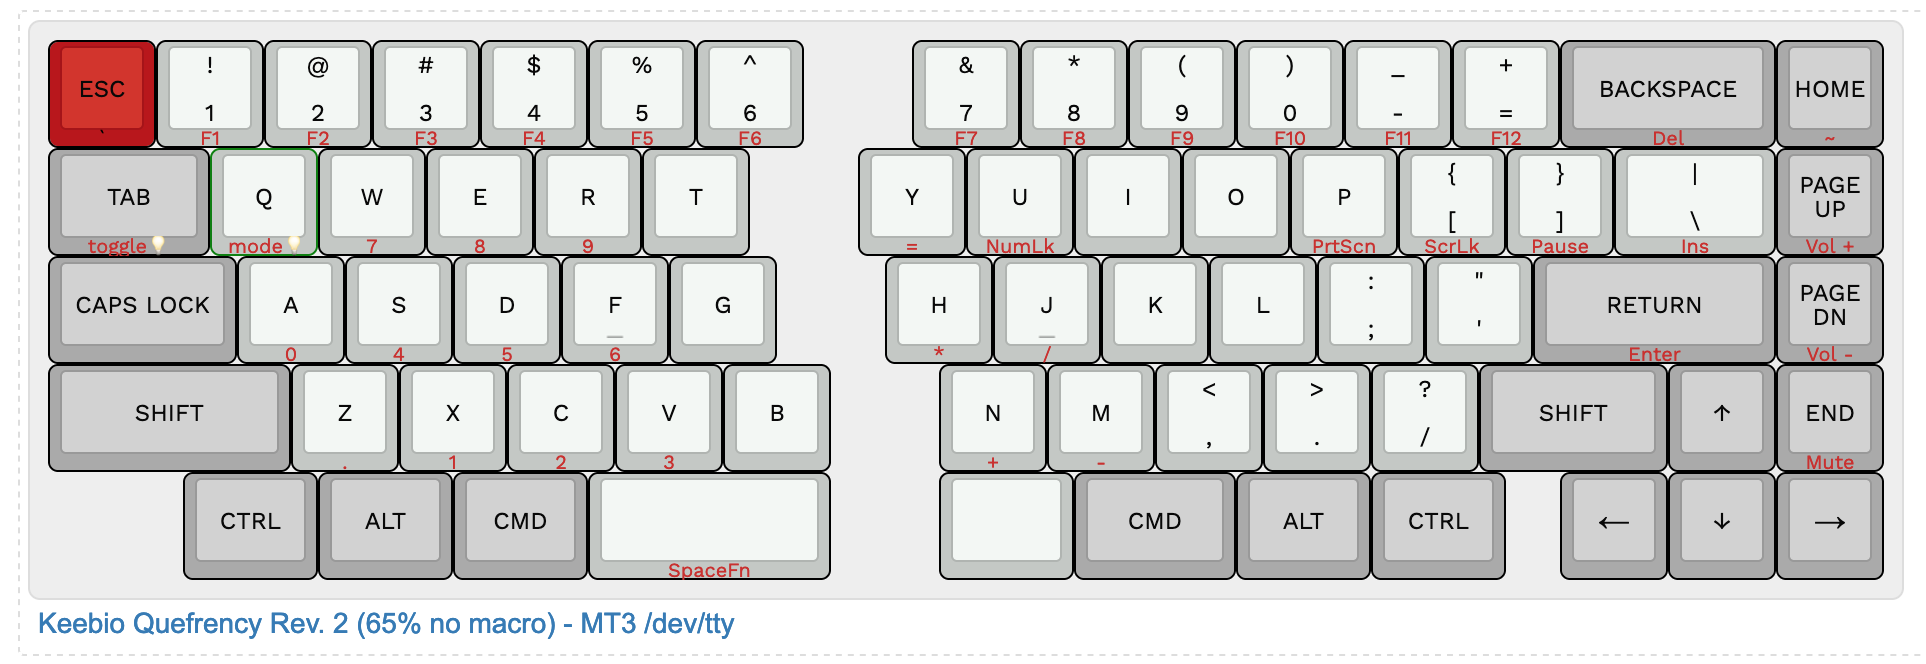 ESC ! @ # $ % ^ & * ( ) _ + BACKSPACE HOME
1 2 3 4 5 6 7 8 9 0 - =
` F1 F2 F3 F4 F5 F6 F7 F8 F9 F10 F11 F12 Del ~
TAB Q W E R T Y U I O P { } | PAGE UP
[ ] \
toggle 💡 mode 💡 7 8 9 = NumLk PrtScn ScrLk Pause Ins Vol +
CAPS LOCK A S D F G H J K L : " RETURN PAGE DN
_ _ ; '
0 4 5 6 * / Enter Vol -
SHIFT Z X C V B N M < > ? SHIFT ↑ END
, . /
. 1 2 3 + - Mute
CTRL ALT CMD CMD ALT CTRL ← ↓ →
SpaceFn
Keebio Quefrency Rev. 2 (65% no macro) - MT3 /dev/tty